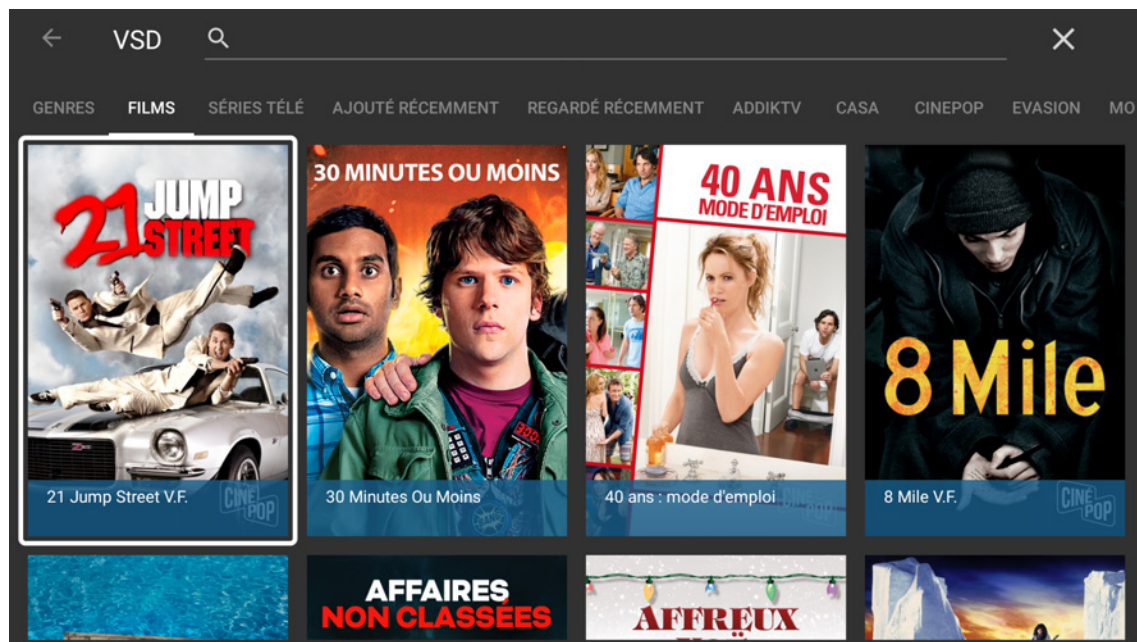 VSD
GENRES FILMS SÉRIES TÉLÉ AJOUTÉ RÉCEMMENT REGARDÉ RÉCEMMENT ADDIKTV CASA CINEPOP EVASION MO
21 JUMP
STREET
30 MINUTES OU MOINS
40 ANS
MODE D'EMPLOI
8 Mile
21 Jump Street V.F.
CINÉ
POP
30 Minutes Ou Moins
40 ans : mode d'emploi
8 Mile V.F.
CINÉ
POP
AFFAIRES
NON CLASSÉES
AFFREUX